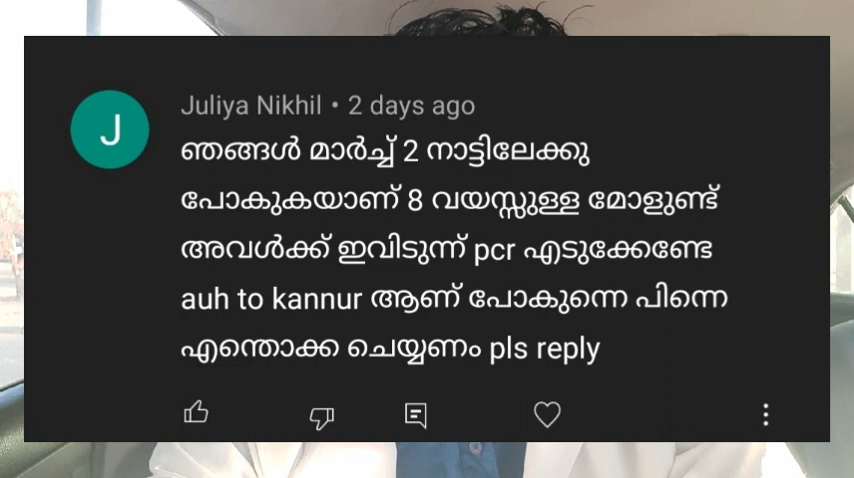 J
Juliya Nikhil • 2 days ago
ഞങ്ങൾ മാർച്ച് 2 നാട്ടിലേക്കു
പോകുകയാണ് 8 വയസ്സുള്ള മോളുണ്ട്
അവൾക്ക് ഇവിടുന്ന് pcr എടുക്കേണ്ടേ
auh to kannur ആണ് പോകുന്നെ പിന്നെ
എന്തൊക്ക ചെയ്യണം pls reply